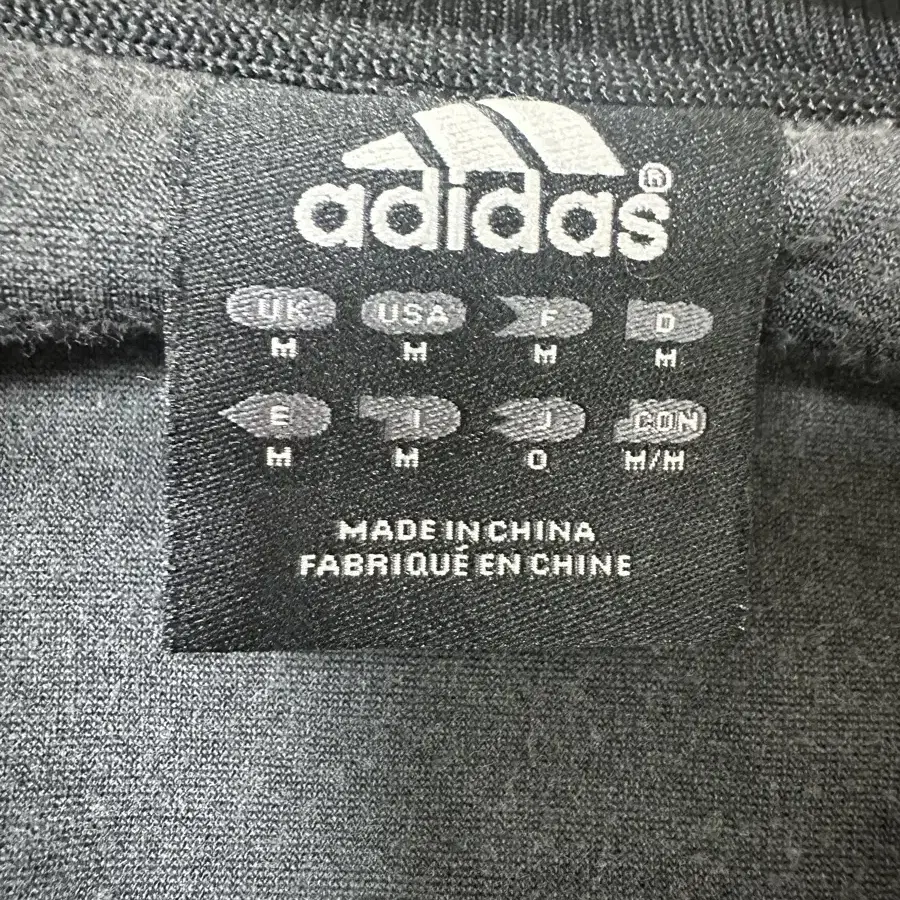 adidas®
UK USA F D
M M M M
E I J CON
M M O M/M
MADE IN CHINA
FABRIQUÉ EN CHINE